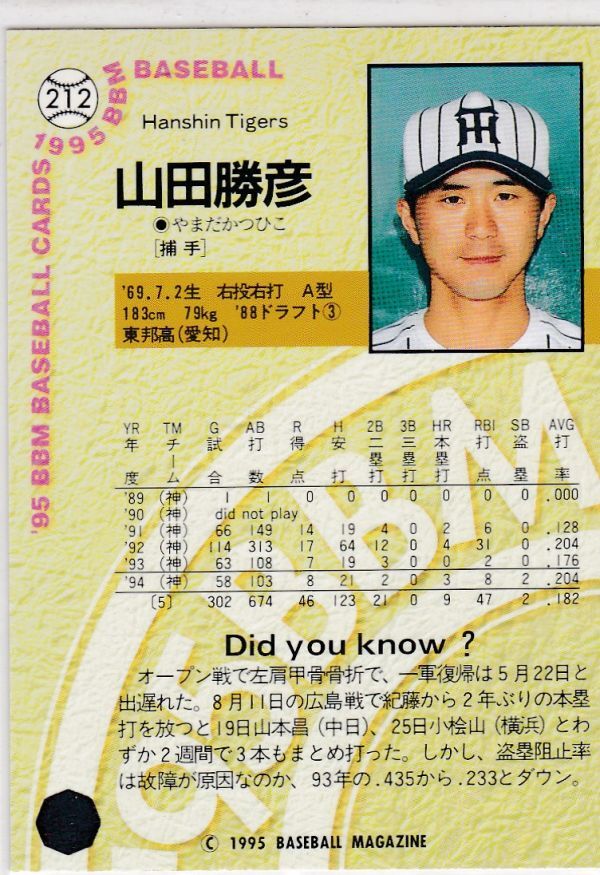 212
1995 BBM BASEBALL
'95 BBM BASEBALL CARDS
Hanshin Tigers
山田勝彦
●やまだかつひこ
[捕手]
'69.7.2生 右投右打 A型
183cm 79kg '88ドラフト③
東邦高(愛知)
YR TM G AB R H 2B 3B HR RBI SB AVG
年度 チーム 試合 打数 得点 安打 二塁打 三塁打 本塁打 打点 盗塁 打率
'89 (神) 1 1 0 0 0 0 0 0 0 .000
'90 (神) did not play
'91 (神) 66 149 14 19 4 0 2 6 0 .128
'92 (神) 114 313 17 64 12 0 4 31 0 .204
'93 (神) 63 108 7 19 3 0 0 2 0 .176
'94 (神) 58 103 8 21 2 0 3 8 2 .204
[5] 302 674 46 123 21 0 9 47 2 .182
Did you know ?
オープン戦で左肩甲骨骨折で、一軍復帰は5月22日と
出遅れた。8月11日の広島戦で紀藤から2年ぶりの本塁
打を放つと19日山本昌(中日)、25日小桧山(横浜)とわ
ずか2週間で3本もまとめ打った。しかし、盗塁阻止率
は故障が原因なのか、93年の.435から.233とダウン。
© 1995 BASEBALL MAGAZINE